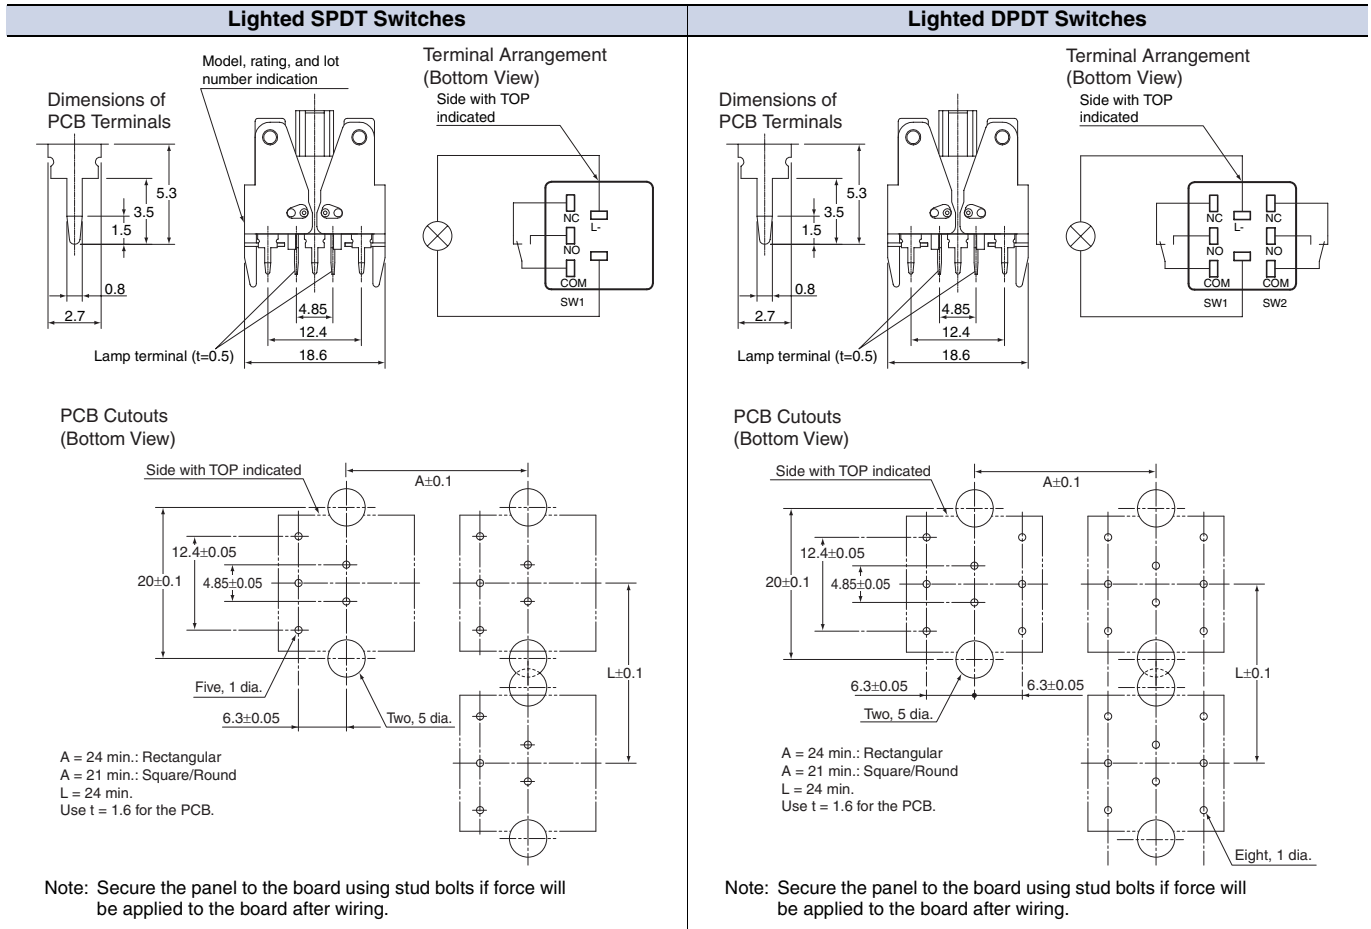 Lighted SPDT Switches
Model, rating, and lot
number indication
Terminal Arrangement
(Bottom View)
Side with TOP
indicated
Dimensions of
PCB Terminals
5.3
3.5
1.5
0.8
2.7
NC
L-
NO
COM
SW1
4.85
12.4
Lamp terminal (t=0.5)
18.6
PCB Cutouts
(Bottom View)
Side with TOP indicated
A±0.1
12.4±0.05
20±0.1
4.85±0.05
L±0.1
Five, 1 dia.
6.3±0.05
Two, 5 dia.
A = 24 min.: Rectangular
A = 21 min.: Square/Round
L = 24 min.
Use t = 1.6 for the PCB.
Note: Secure the panel to the board using stud bolts if force will
be applied to the board after wiring.
Lighted DPDT Switches
Terminal Arrangement
(Bottom View)
Side with TOP
indicated
Dimensions of
PCB Terminals
5.3
3.5
1.5
0.8
2.7
NC
L-
NC
NO
NO
COM
COM
SW1
SW2
4.85
12.4
Lamp terminal (t=0.5)
18.6
PCB Cutouts
(Bottom View)
Side with TOP indicated
A±0.1
12.4±0.05
20±0.1
4.85±0.05
L±0.1
6.3±0.05
6.3±0.05
Two, 5 dia.
A = 24 min.: Rectangular
A = 21 min.: Square/Round
L = 24 min.
Use t = 1.6 for the PCB.
Eight, 1 dia.
Note: Secure the panel to the board using stud bolts if force will
be applied to the board after wiring.